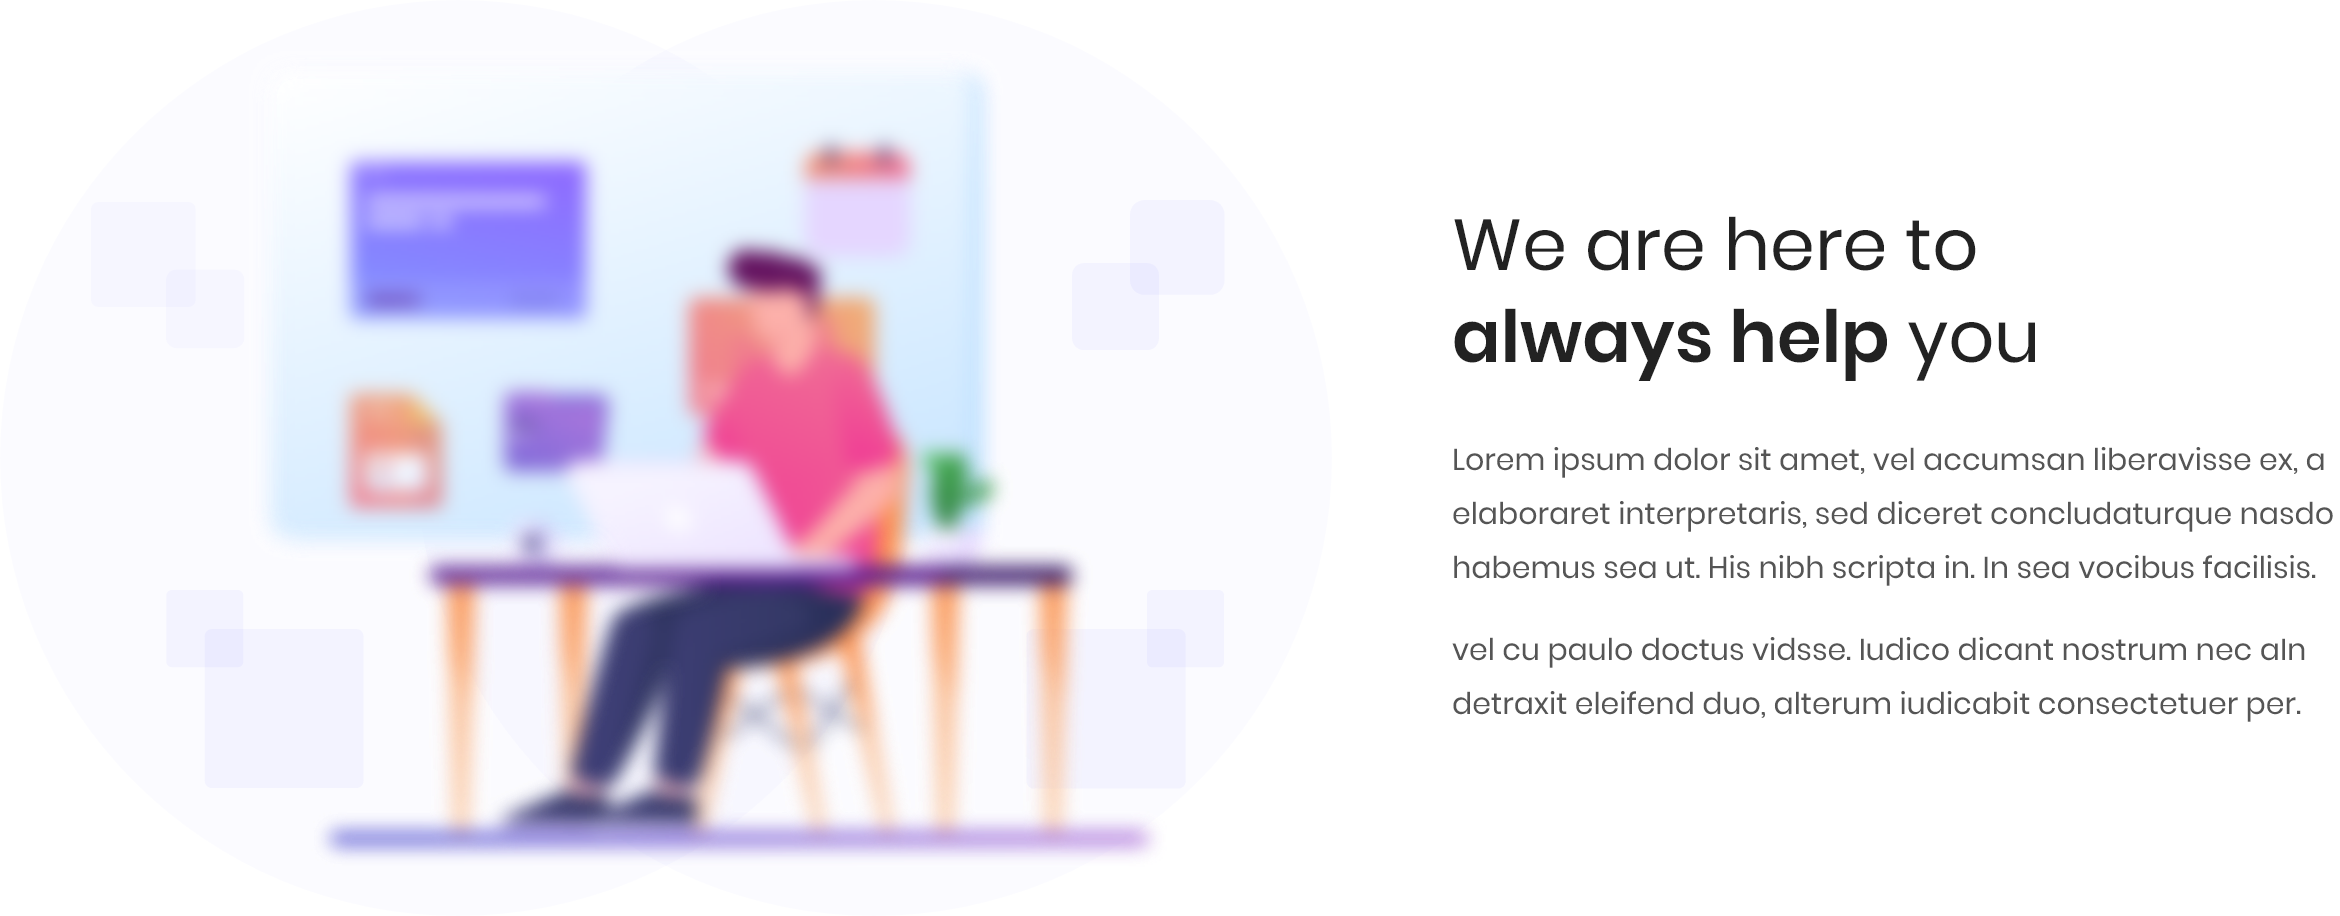 We are here to
always help you
Lorem ipsum dolor sit amet, vel accumsan liberavisse ex, a
elaboraret interpretaris, sed diceret concludaturque nasdo
habemus sea ut. His nibh scripta in. In sea vocibus facilisis.
vel cu paulo doctus vidsse. Iudico dicant nostrum nec aIn
detraxit eleifend duo, alterum iudicabit consectetuer per.